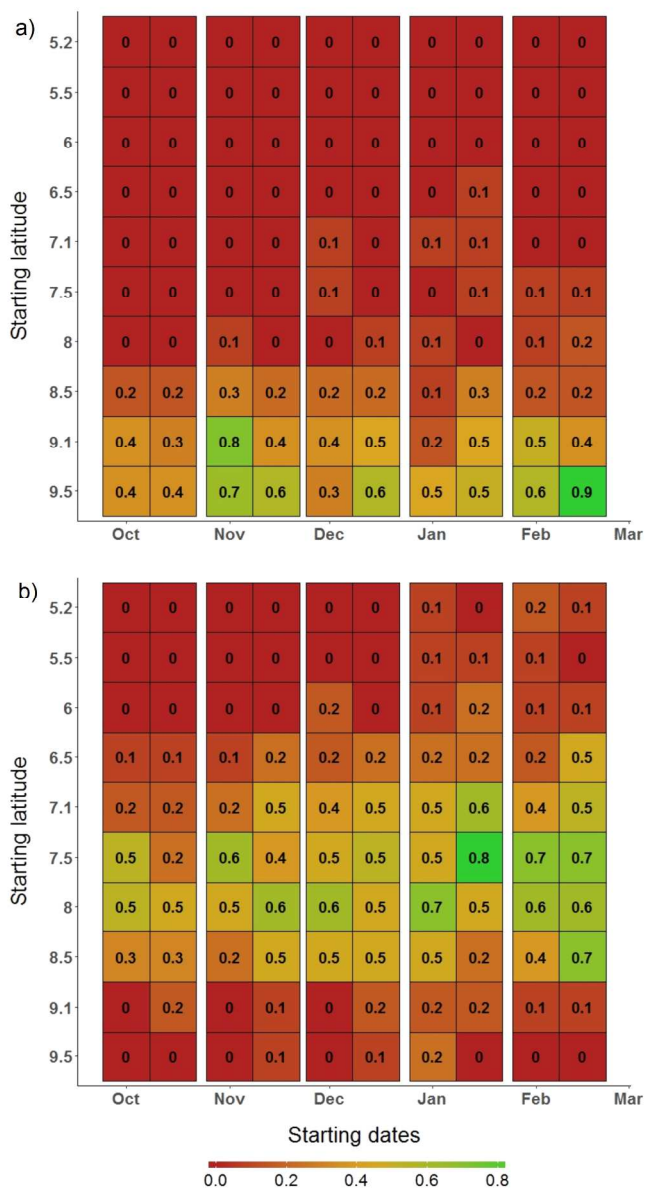 a)
Starting latitude
5.2 0 0 0 0 0 0 0 0 0 0
5.5 0 0 0 0 0 0 0 0 0 0
6 0 0 0 0 0 0 0 0 0 0
6.5 0 0 0 0 0 0 0 0.1 0 0
7.1 0 0 0 0 0.1 0 0.1 0.1 0 0
7.5 0 0 0 0 0.1 0 0 0.1 0.1 0.1
8 0 0 0.1 0 0 0.1 0.1 0 0.1 0.2
8.5 0.2 0.2 0.3 0.2 0.2 0.2 0.1 0.3 0.2 0.2
9.1 0.4 0.3 0.8 0.4 0.4 0.5 0.2 0.5 0.5 0.4
9.5 0.4 0.4 0.7 0.6 0.3 0.6 0.5 0.5 0.6 0.9
Oct Nov Dec Jan Feb Mar
b)
Starting latitude
5.2 0 0 0 0 0 0 0.1 0 0.2 0.1
5.5 0 0 0 0 0 0 0.1 0.1 0.1 0
6 0 0 0 0 0.2 0 0.1 0.2 0.1 0.1
6.5 0.1 0.1 0.1 0.2 0.2 0.2 0.2 0.2 0.2 0.5
7.1 0.2 0.2 0.2 0.5 0.4 0.5 0.5 0.6 0.4 0.5
7.5 0.5 0.2 0.6 0.4 0.5 0.5 0.5 0.8 0.7 0.7
8 0.5 0.5 0.5 0.6 0.6 0.5 0.7 0.5 0.6 0.6
8.5 0.3 0.3 0.2 0.5 0.5 0.5 0.5 0.2 0.4 0.7
9.1 0 0.2 0 0.1 0 0.2 0.2 0.2 0.1 0.1
9.5 0 0 0 0.1 0 0.1 0.2 0 0 0
Oct Nov Dec Jan Feb Mar
Starting dates
0.0 0.2 0.4 0.6 0.8